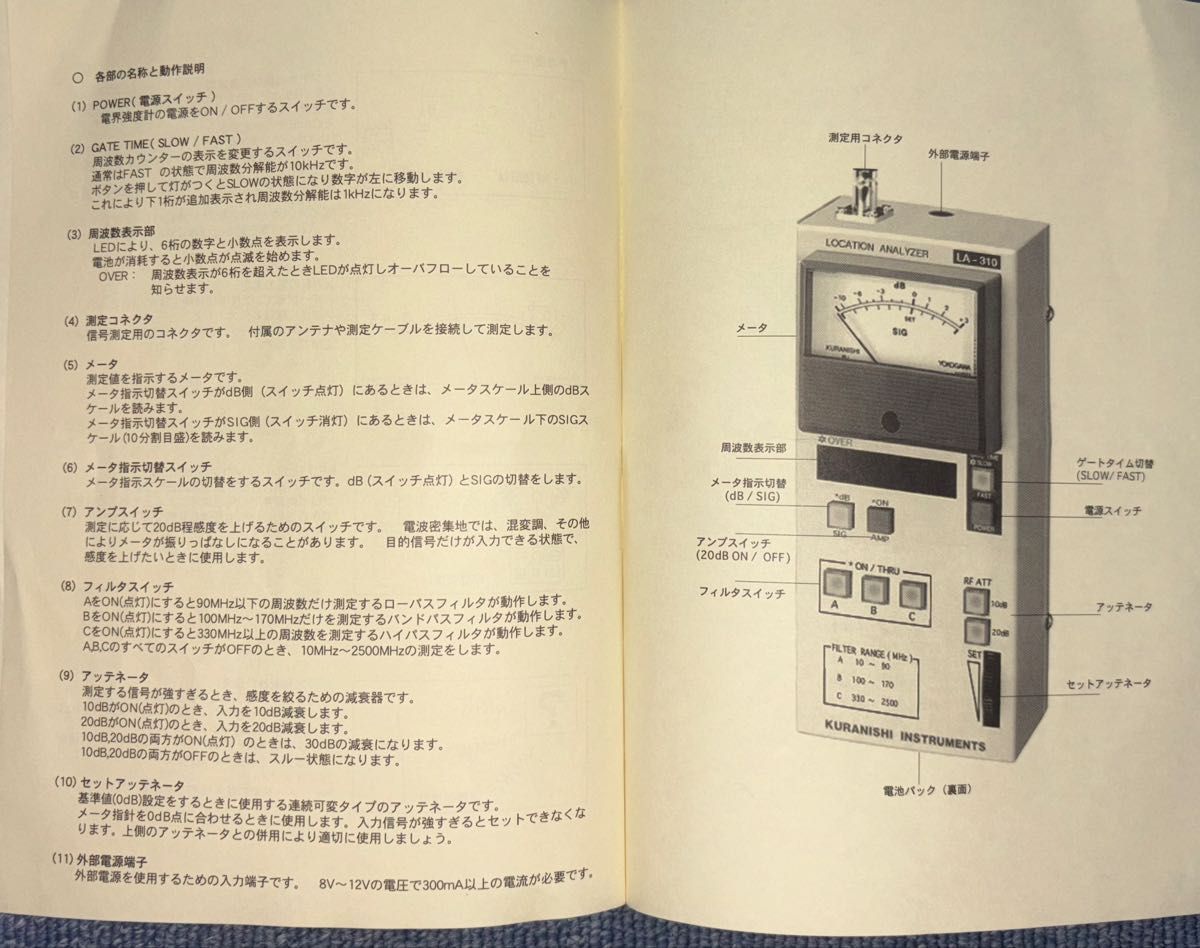 ○ 各部の名称と動作説明
(1) POWER( 電源スイッチ )
電界強度計の電源をON / OFFするスイッチです。
(2) GATE TIME( SLOW / FAST )
周波数カウンターの表示を変更するスイッチです。
通常はFAST の状態で周波数分解能が10kHzです。
ボタンを押して灯がつくとSLOWの状態になり数字が左に移動します。
これにより下1桁が追加表示され周波数分解能は1kHzになります。
(3) 周波数表示部
LEDにより、6桁の数字と小数点を表示します。
電池が消耗すると小数点が点滅を始めます。
OVER： 周波数表示が6桁を超えたときLEDが点灯しオーバフローしていることを
知らせます。
(4) 測定コネクタ
信号測定用のコネクタです。 付属のアンテナや測定ケーブルを接続して測定します。
(5) メータ
測定値を指示するメータです。
メータ指示切替スイッチがdB側（スイッチ点灯）にあるときは、メータスケール上側のdBス
ケールを読みます。
メータ指示切替スイッチがSIG側（スイッチ消灯）にあるときは、メータスケール下のSIGス
ケール(10分割目盛)を読みます。
(6) メータ指示切替スイッチ
メータ指示スケールの切替をするスイッチです。dB（スイッチ点灯）とSIGの切替をします。
(7) アンプスイッチ
測定に応じて20dB程感度を上げるためのスイッチです。 電波密集地では、混変調、その他
によりメータが振りっぱなしになることがあります。 目的信号だけが入力できる状態で、
感度を上げたいときに使用します。
(8) フィルタスイッチ
AをON(点灯)にすると90MHz以下の周波数だけ測定するローパスフィルタが動作します。
BをON(点灯)にすると100MHz～170MHzだけを測定するバンドパスフィルタが動作します。
CをON(点灯)にすると330MHz以上の周波数を測定するハイパスフィルタが動作します。
A,B,CのすべてのスイッチがOFFのとき、10MHz～2500MHzの測定をします。
(9) アッテネータ
測定する信号が強すぎるとき、感度を絞るための減衰器です。
10dBがON(点灯)のとき、入力を10dB減衰します。
20dBがON(点灯)のとき、入力を20dB減衰します。
10dB,20dBの両方がON(点灯）のときは、30dBの減衰になります。
10dB,20dBの両方がOFFのときは、スルー状態になります。
(10) セットアッテネータ
基準値(0dB)設定をするときに使用する連続可変タイプのアッテネータです。
メータ指針を0dB点に合わせるときに使用します。入力信号が強すぎるとセットできなくな
ります。上側のアッテネータとの併用により適切に使用しましょう。
(11) 外部電源端子
外部電源を使用するための入力端子です。 8V～12Vの電圧で300mA以上の電流が必要です。
測定用コネクタ
外部電源端子
LOCATION ANALYZER LA-310
dB
-10 -6 -3 0 1 2 +3
SET
SIG
KURANISHI
YOKOGAWA
メータ
OVER
周波数表示部
SLOW
FAST
POWER
ゲートタイム切替
(SLOW/ FAST)
電源スイッチ
メータ指示切替
(dB / SIG)
*dB *ON
SIG AMP
アンプスイッチ
(20dB ON / OFF)
フィルタスイッチ
* ON / THRU
A B C
RF ATT
10dB
20dB
アッテネータ
SET
セットアッテネータ
FILTER RANGE (MHz)
A 10 ~ 90
B 100 ~ 170
C 330 ~ 2500
KURANISHI INSTRUMENTS
電池パック（裏面）